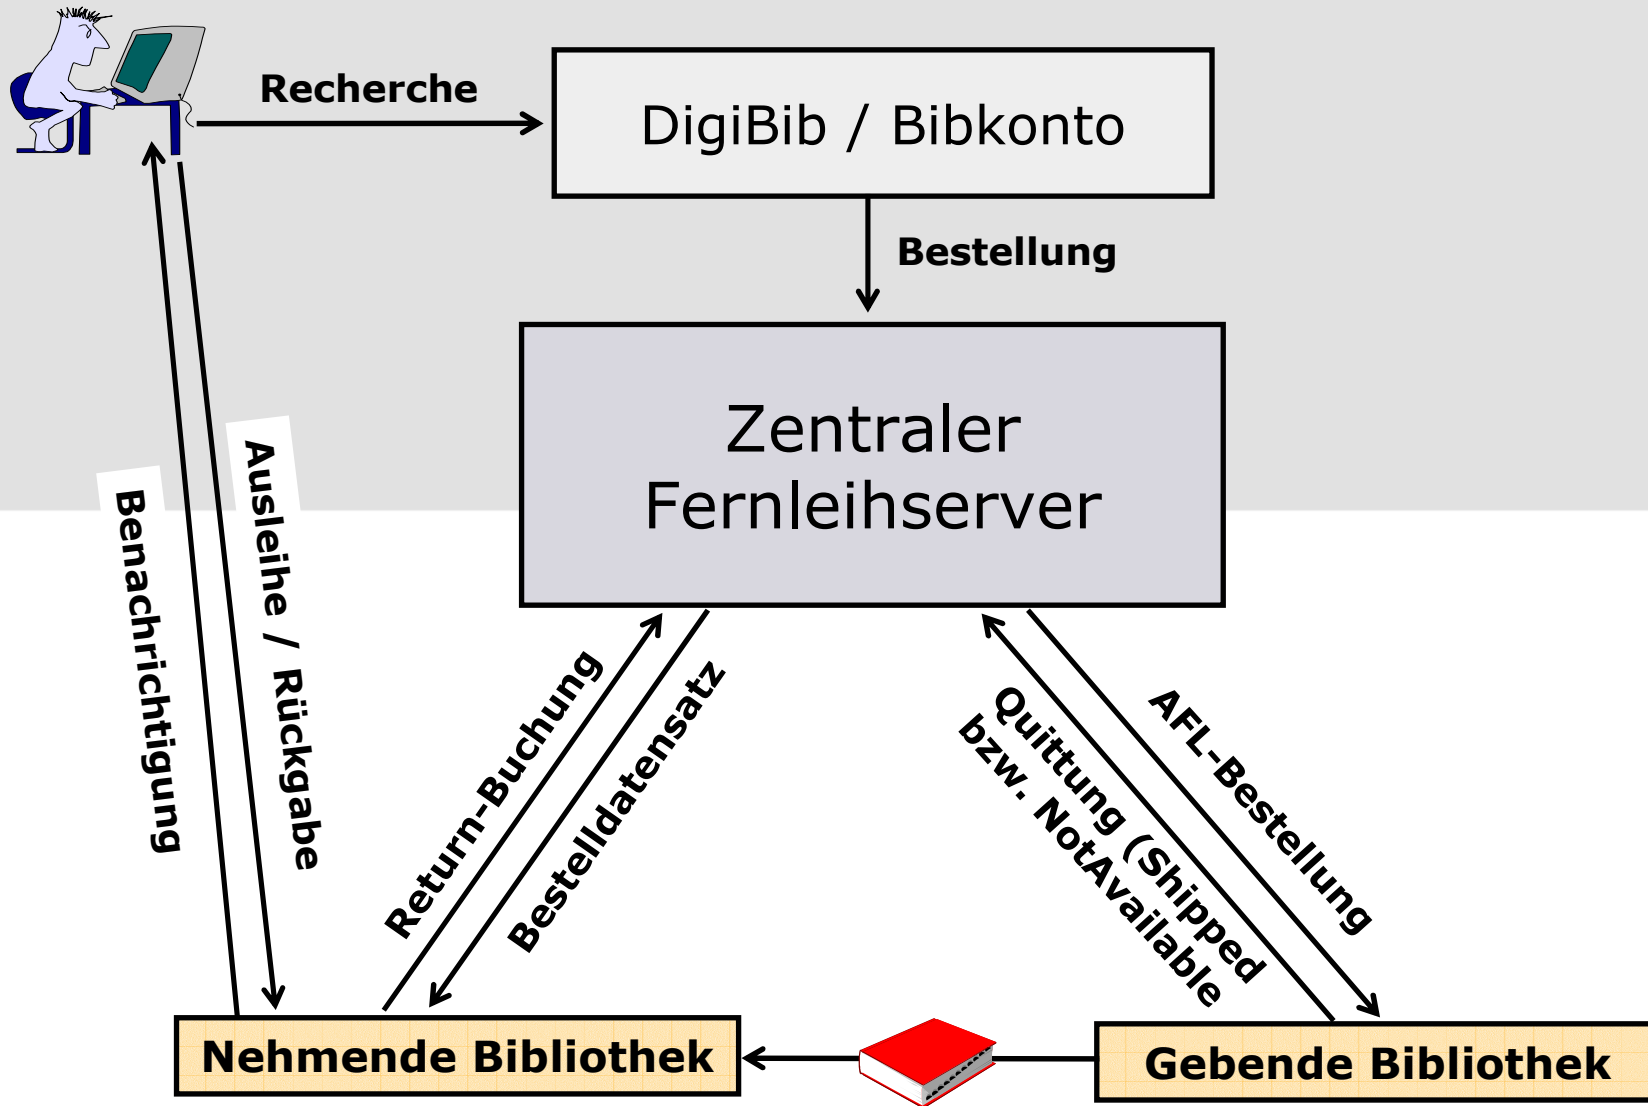 Recherche
DigiBib / Bibkonto
Bestellung
Zentraler
Fernleihserver
Benachrichtigung
Ausleihe / Rückgabe
Return-Buchung
Bestelldatensatz
Quittung (Shipped
bzw. NotAvailable
AFL-Bestellung
Nehmende Bibliothek
Gebende Bibliothek